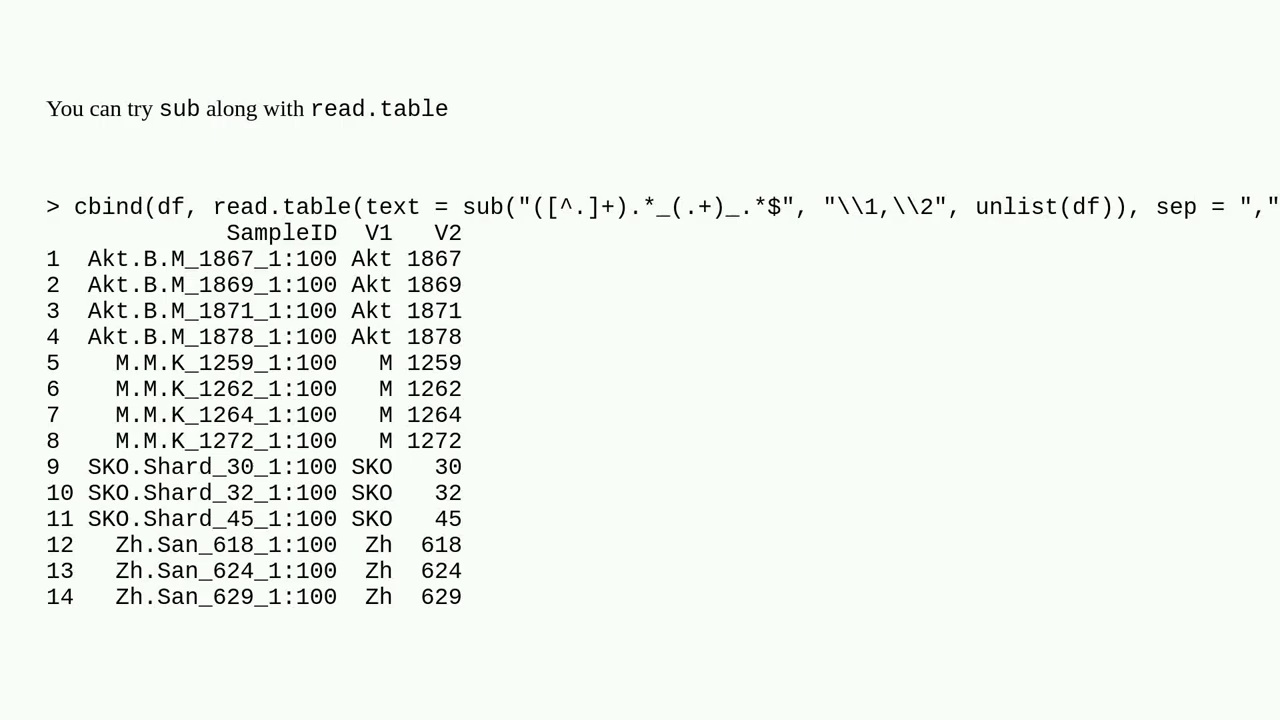 You can try sub along with read.table
> cbind(df, read.table(text = sub("([^.]+).*_(.+)_.*$", "\\1,\\2", unlist(df)), sep = ","
             SampleID  V1   V2
1  Akt.B.M_1867_1:100 Akt 1867
2  Akt.B.M_1869_1:100 Akt 1869
3  Akt.B.M_1871_1:100 Akt 1871
4  Akt.B.M_1878_1:100 Akt 1878
5    M.M.K_1259_1:100   M 1259
6    M.M.K_1262_1:100   M 1262
7    M.M.K_1264_1:100   M 1264
8    M.M.K_1272_1:100   M 1272
9  SKO.Shard_30_1:100 SKO   30
10 SKO.Shard_32_1:100 SKO   32
11 SKO.Shard_45_1:100 SKO   45
12   Zh.San_618_1:100  Zh  618
13   Zh.San_624_1:100  Zh  624
14   Zh.San_629_1:100  Zh  629